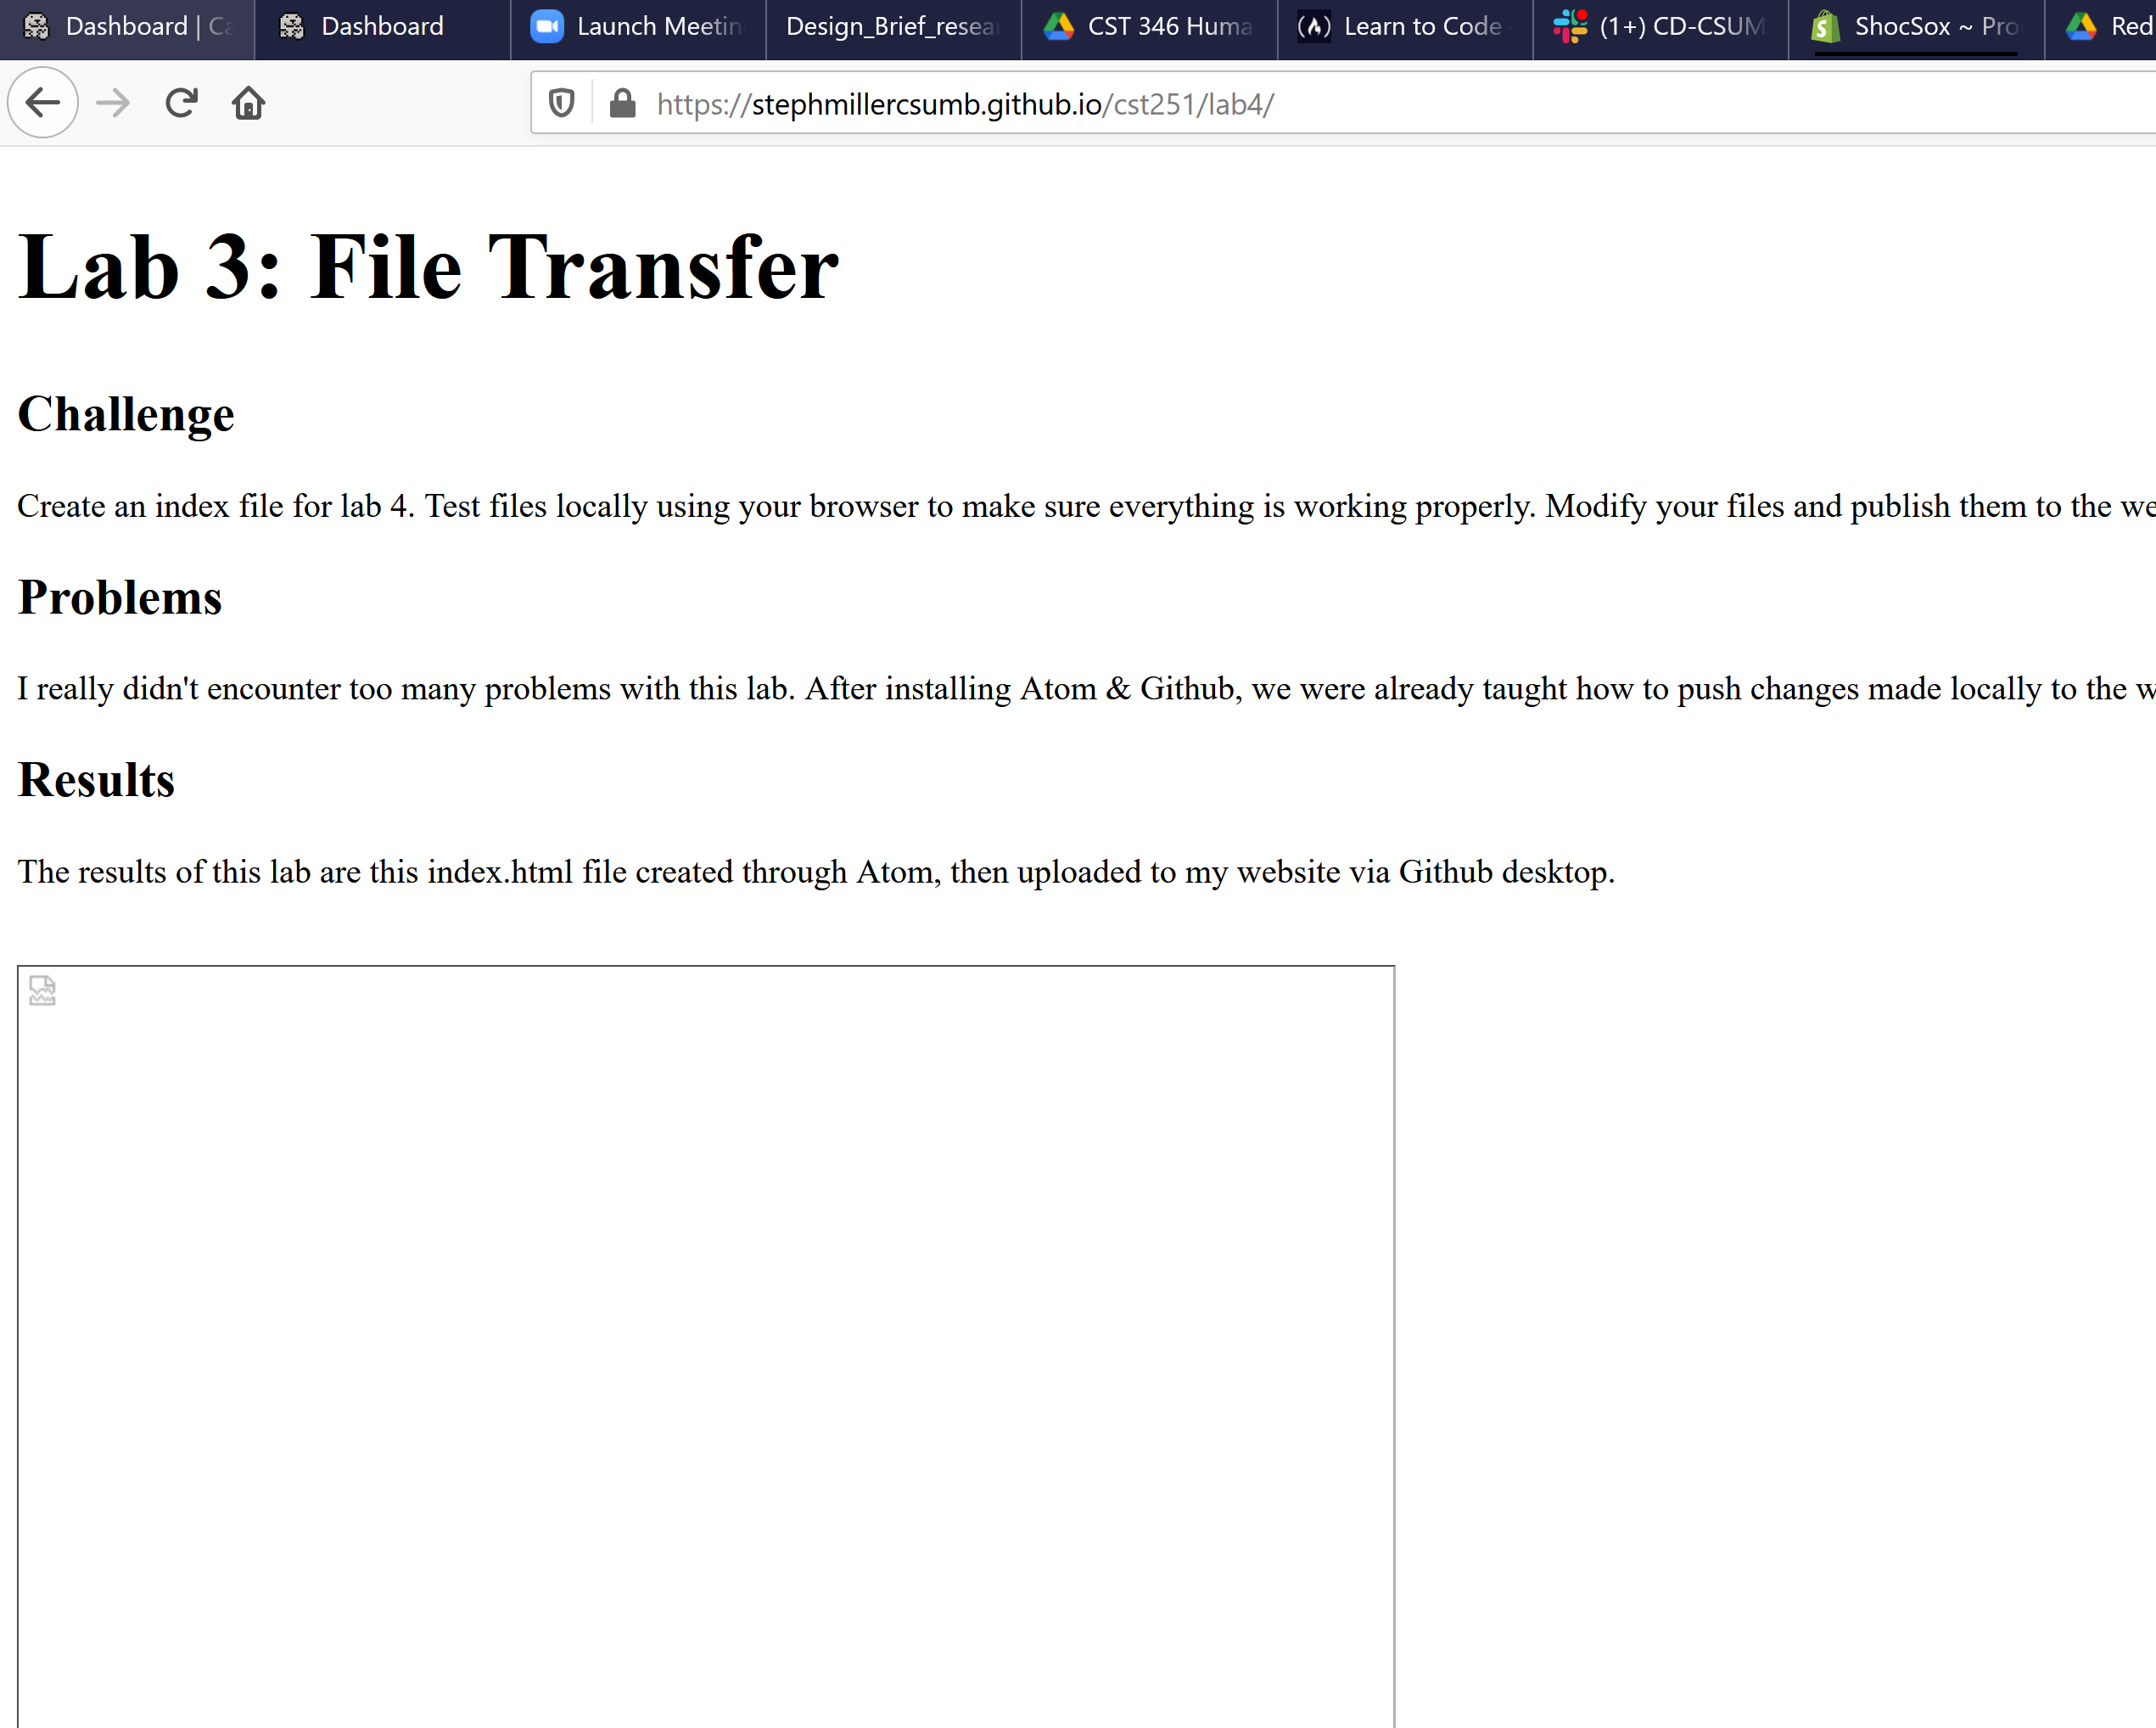 Dashboard | Ca
Dashboard
Launch Meetin
Design_Brief_resear
CST 346 Huma
Learn to Code
(1+) CD-CSUM
ShocSox ~ Pro
Red
https://stephmillercsumb.github.io/cst251/lab4/
Lab 3: File Transfer
Challenge
Create an index file for lab 4. Test files locally using your browser to make sure everything is working properly. Modify your files and publish them to the we
Problems
I really didn't encounter too many problems with this lab. After installing Atom & Github, we were already taught how to push changes made locally to the w
Results
The results of this lab are this index.html file created through Atom, then uploaded to my website via Github desktop.